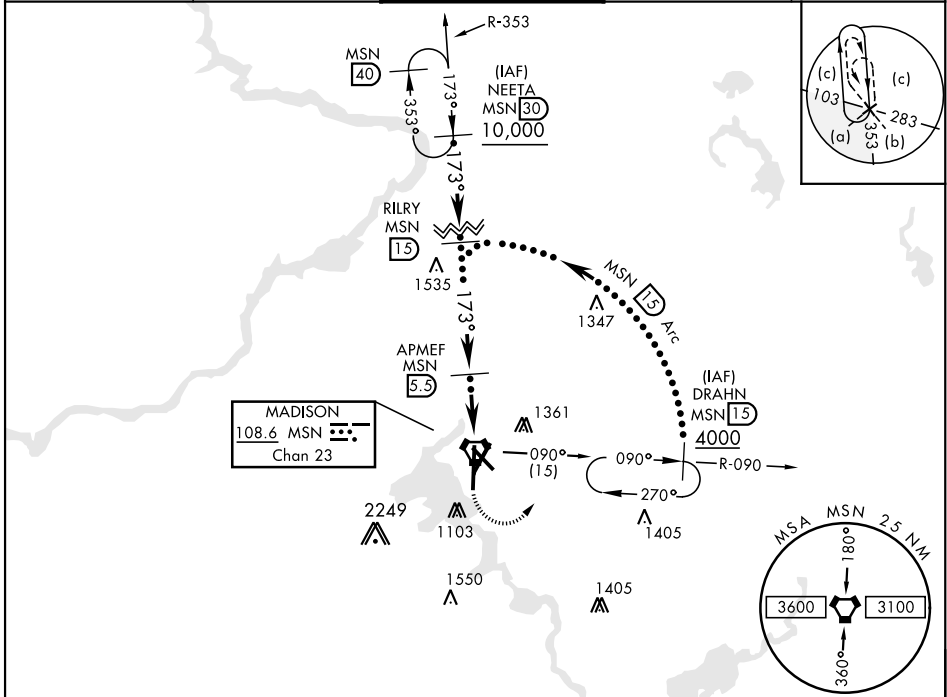 R-353
MSN
40
353°
173°
(IAF)
NEETA
MSN 30
10,000
173°
(c)
(c)
103
283
(a)
(b)
353
RILRY
MSN
15
1535
173°
MSN 15 Arc
1347
APMEF
MSN
5.5
(IAF)
DRAHN
MSN 15
4000
MADISON
108.6 MSN
Chan 23
1361
090°
(15)
090°
R-090
270°
2249
1103
1405
1550
1405
MSA MSN 25 NM
180°
3600
3100
360°